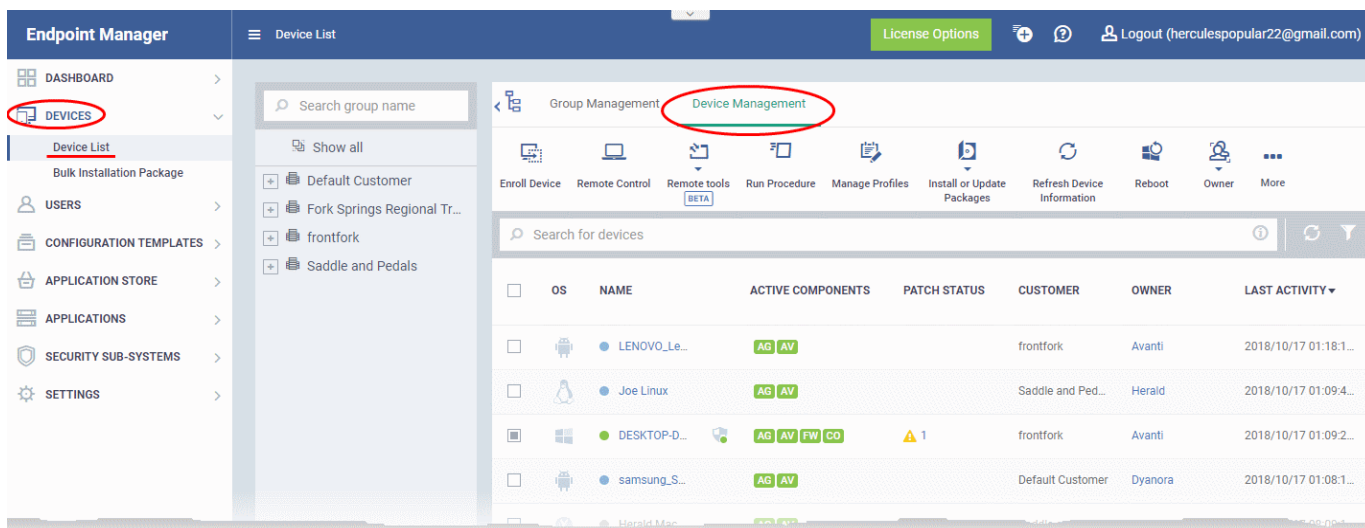 Endpoint Manager
Device List
License Options
Logout (herculespopular22@gmail.com)
DASHBOARD
DEVICES
Device List
Bulk Installation Package
USERS
CONFIGURATION TEMPLATES
APPLICATION STORE
APPLICATIONS
SECURITY SUB-SYSTEMS
SETTINGS
Search group name
Show all
Default Customer
Fork Springs Regional Tr...
frontfork
Saddle and Pedals
Group Management
Device Management
Enroll Device
Remote Control
Remote tools
BETA
Run Procedure
Manage Profiles
Install or Update
Packages
Refresh Device
Information
Reboot
Owner
More
Search for devices
OS NAME ACTIVE COMPONENTS PATCH STATUS CUSTOMER OWNER LAST ACTIVITY
LENOVO_Le... AG AV frontfork Avanti 2018/10/17 01:18:1...
Joe Linux AG AV Saddle and Ped... Herald 2018/10/17 01:09:4...
DESKTOP-D... AG AV FW CO 1 frontfork Avanti 2018/10/17 01:09:2...
samsung_S... AG AV Default Customer Dyanora 2018/10/17 01:08:1...
Herald Mac